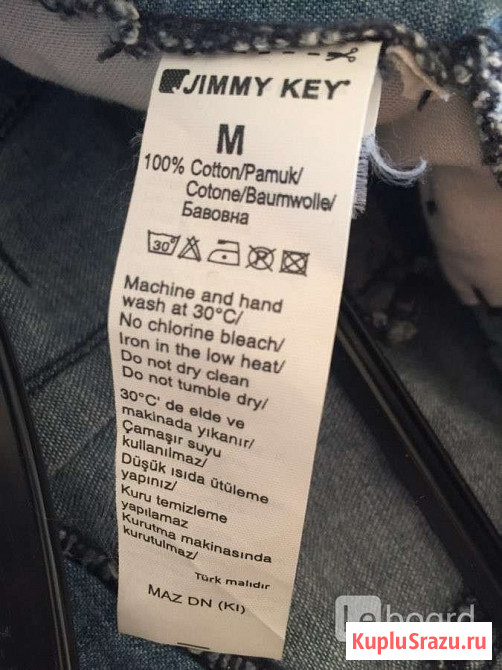 JIMMY KEY
M
100% Cotton/Pamuk/
Cotone/Baumwolle/
Бавовна
30°
Machine and hand
wash at 30°C/
No chlorine bleach/
Iron in the low heat/
Do not dry clean
Do not tumble dry/
30°C' de elde ve
makinada yıkanır/
Çamaşır suyu
kullanılmaz/
Düşük ısıda ütüleme
yapınız/
Kuru temizleme
yapılamaz
Kurutma makinasında
kurutulmaz/
Türk malıdır
MAZ DN (KI)
Leboard
KupluSrazu.ru